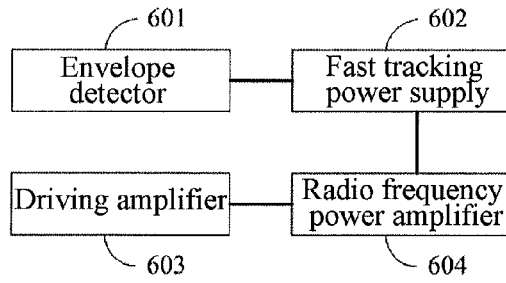 601
602
Envelope
detector
Fast tracking
power supply
Driving amplifier
Radio frequency
power amplifier
603
604